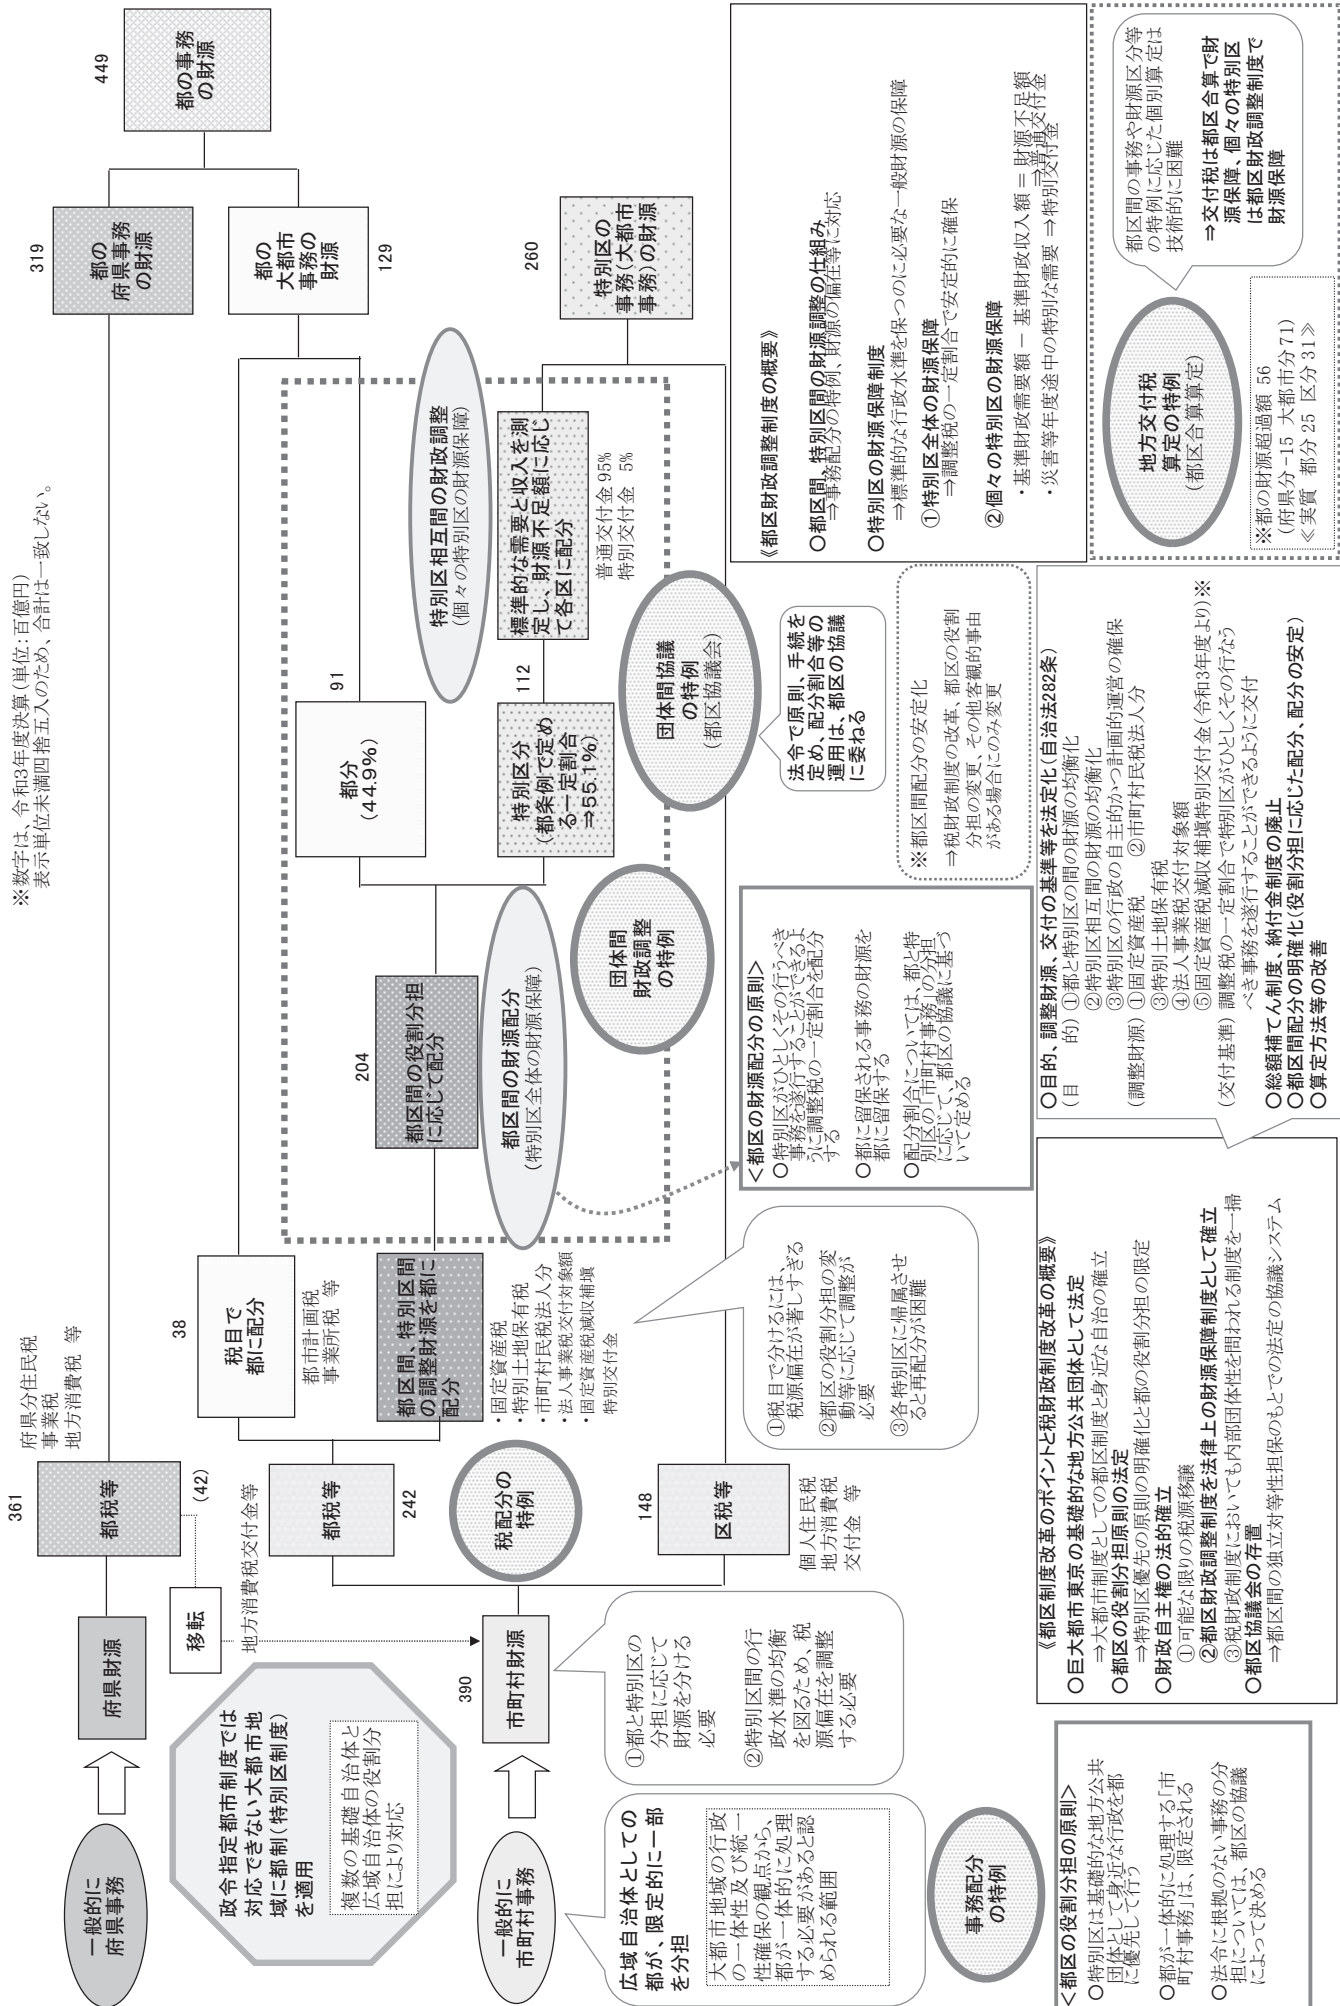 ※数字は、令和3年度決算(単位:百億円)
表示単位未満四捨五入のため、合計は一致しない。
一般的に
府県事務
府県財源
361
都税等
府県分住民税
事業税
地方消費税 等
(42)
移転
地方消費税交付金等
319
都の
府県事務
の財源
449
都の事務
の財源
政令指定都市制度では
対応できない大都市地
域に都制(特別区制度)
を適用
複数の基礎自治体と
広域自治体の役割分
担により対応
一般的に
市町村事務
390
市町村財源
都税等
242
38
税目で
都に配分
都市計画税
事業所税 等
都の
大都市
事務の
財源
129
税配分の
特例
都区間、特別区間
の調整財源を都に
配分
・固定資産税
・特別土地保有税
・市町村民税法人分
・法人事業税交付対象額
・固定資産税減収補填
特別交付金
204
都区間の役割分担
に応じて配分
都区間の財源配分
(特別区全体の財源保障)
91
都分
(44.9%)
112
特別区分
(都条例で定め
る一定割合
⇒55.1%)
特別区相互間の財政調整
(個々の特別区の財源保障)
標準的な需要と収入を測
定し、財源不足額に応じ
て各区に配分
普通交付金 95%
特別交付金 5%
260
特別区の
事務(大都市
事務)の財源
団体間
財政調整
の特例
団体間協議
の特例
(都区協議会)
148
区税等
個人住民税
地方消費税
交付金 等
広域自治体としての
都が、限定的に一部
を分担
大都市地域の行政
の一体性及び統一
性確保の観点から、
都が一体的に処理
する必要があると認
められる範囲
①都と特別区の
分担に応じて
財源を分ける
必要
②特別区間の行
政水準の均衡
を図るため、税
源偏在を調整
する必要
①税目で分けるには、
税源偏在が著しすぎる
②都区の役割分担の変
動等に応じて調整が
必要
③各特別区に帰属させ
ると再配分が困難
事務配分
の特例
<都区の役割分担の原則>
○特別区は基礎的な地方公共
団体として身近な行政を都
に優先して行う
○都が一体的に処理する「市
町村事務」は、限定される
○法令に根拠のない事務の分
担については、都区の協議
によって決める
《都区制度改革のポイントと税財政制度改革の概要》
○巨大都市東京の基礎的な地方公共団体として法定
⇒大都市制度としての都区制度と身近な自治の確立
○都区の役割分担原則の法定
⇒特別区優先の原則の明確化と都の役割分担の限定
○財政自主権の法的確立
①可能な限りの税源移譲
②都区財政調整制度を法律上の財源保障制度として確立
③税財政制度においても内部団体性を問われる制度を一掃
○都区協議会の存置
⇒都区間の独立対等性担保のもとでの法定の協議システム
<都区の財源配分の原則>
○特別区がひとしくその行うべき
事務を遂行することができるよ
うに調整税の一定割合を配分
する
○都に留保される事務の財源を
都に留保する
○配分割合については、都と特
別区の「市町村事務」の分担
に応じて、都区の協議に基づ
いて定める
法令で原則、手続を
定め、配分割合等の
運用は、都区の協議
に委ねる
※都区間配分の安定化
⇒税財政制度の改革、都区の役割
分担の変更、その他客観的事由
がある場合にのみ変更
○目的、調整財源、交付の基準等を法定化(自治法282条)
(目 的) ①都と特別区の間の財源の均衡化
②特別区相互間の財源の均衡化
③特別区の行政の自主的かつ計画的運営の確保
(調整財源) ①固定資産税 ②市町村民税法人分
③特別土地保有税
④法人事業税交付対象額
⑤固定資産税減収補填特別交付金(令和3年度より)※
(交付基準) 調整税の一定割合で特別区がひとしくその行なう
べき事務を遂行することができるように交付
○総額補てん制度、納付金制度の廃止
○都区間配分の明確化(役割分担に応じた配分、配分の安定)
○算定方法等の改善
《都区財政調整制度の概要》
○都区間、特別区間の財源調整の仕組み
⇒事務配分の特例、財源の偏在等に対応
○特別区の財源保障制度
⇒標準的な行政水準を保つのに必要な一般財源の保障
①特別区全体の財源保障
⇒調整税の一定割合で安定的に確保
②個々の特別区の財源保障
・基準財政需要額 - 基準財政収入額 = 財源不足額
⇒普通交付金
・災害等年度途中の特別な需要 ⇒特別交付金
地方交付税
算定の特例
(都区合算算定)
都区間の事務や財源区分等
の特例に応じた個別算定は
技術的に困難
⇒交付税は都区合算で財
源保障、個々の特別区
は都区財政調整制度で
財源保障
※都の財源超過額 56
(府県分-15 大都市分71)
≪実質 都分 25 区分 31≫